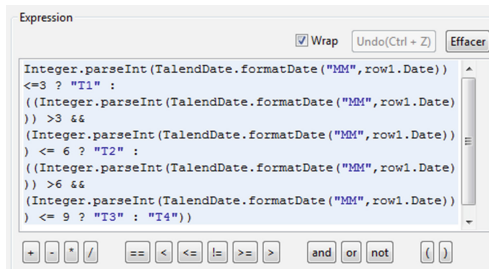 Expression
Wrap Undo(Ctrl + Z) Effacer
Integer.parseInt(TalendDate.formatDate("MM",row1.Date))
<=3 ? "T1" :
((Integer.parseInt(TalendDate.formatDate("MM",row1.Date)
)) >3 &&
(Integer.parseInt(TalendDate.formatDate("MM",row1.Date))
) <= 6 ? "T2" :
((Integer.parseInt(TalendDate.formatDate("MM",row1.Date)
)) >6 &&
(Integer.parseInt(TalendDate.formatDate("MM",row1.Date))
) <= 9 ? "T3" : "T4"))
+ - * / == < <= != >= > and or not ( )